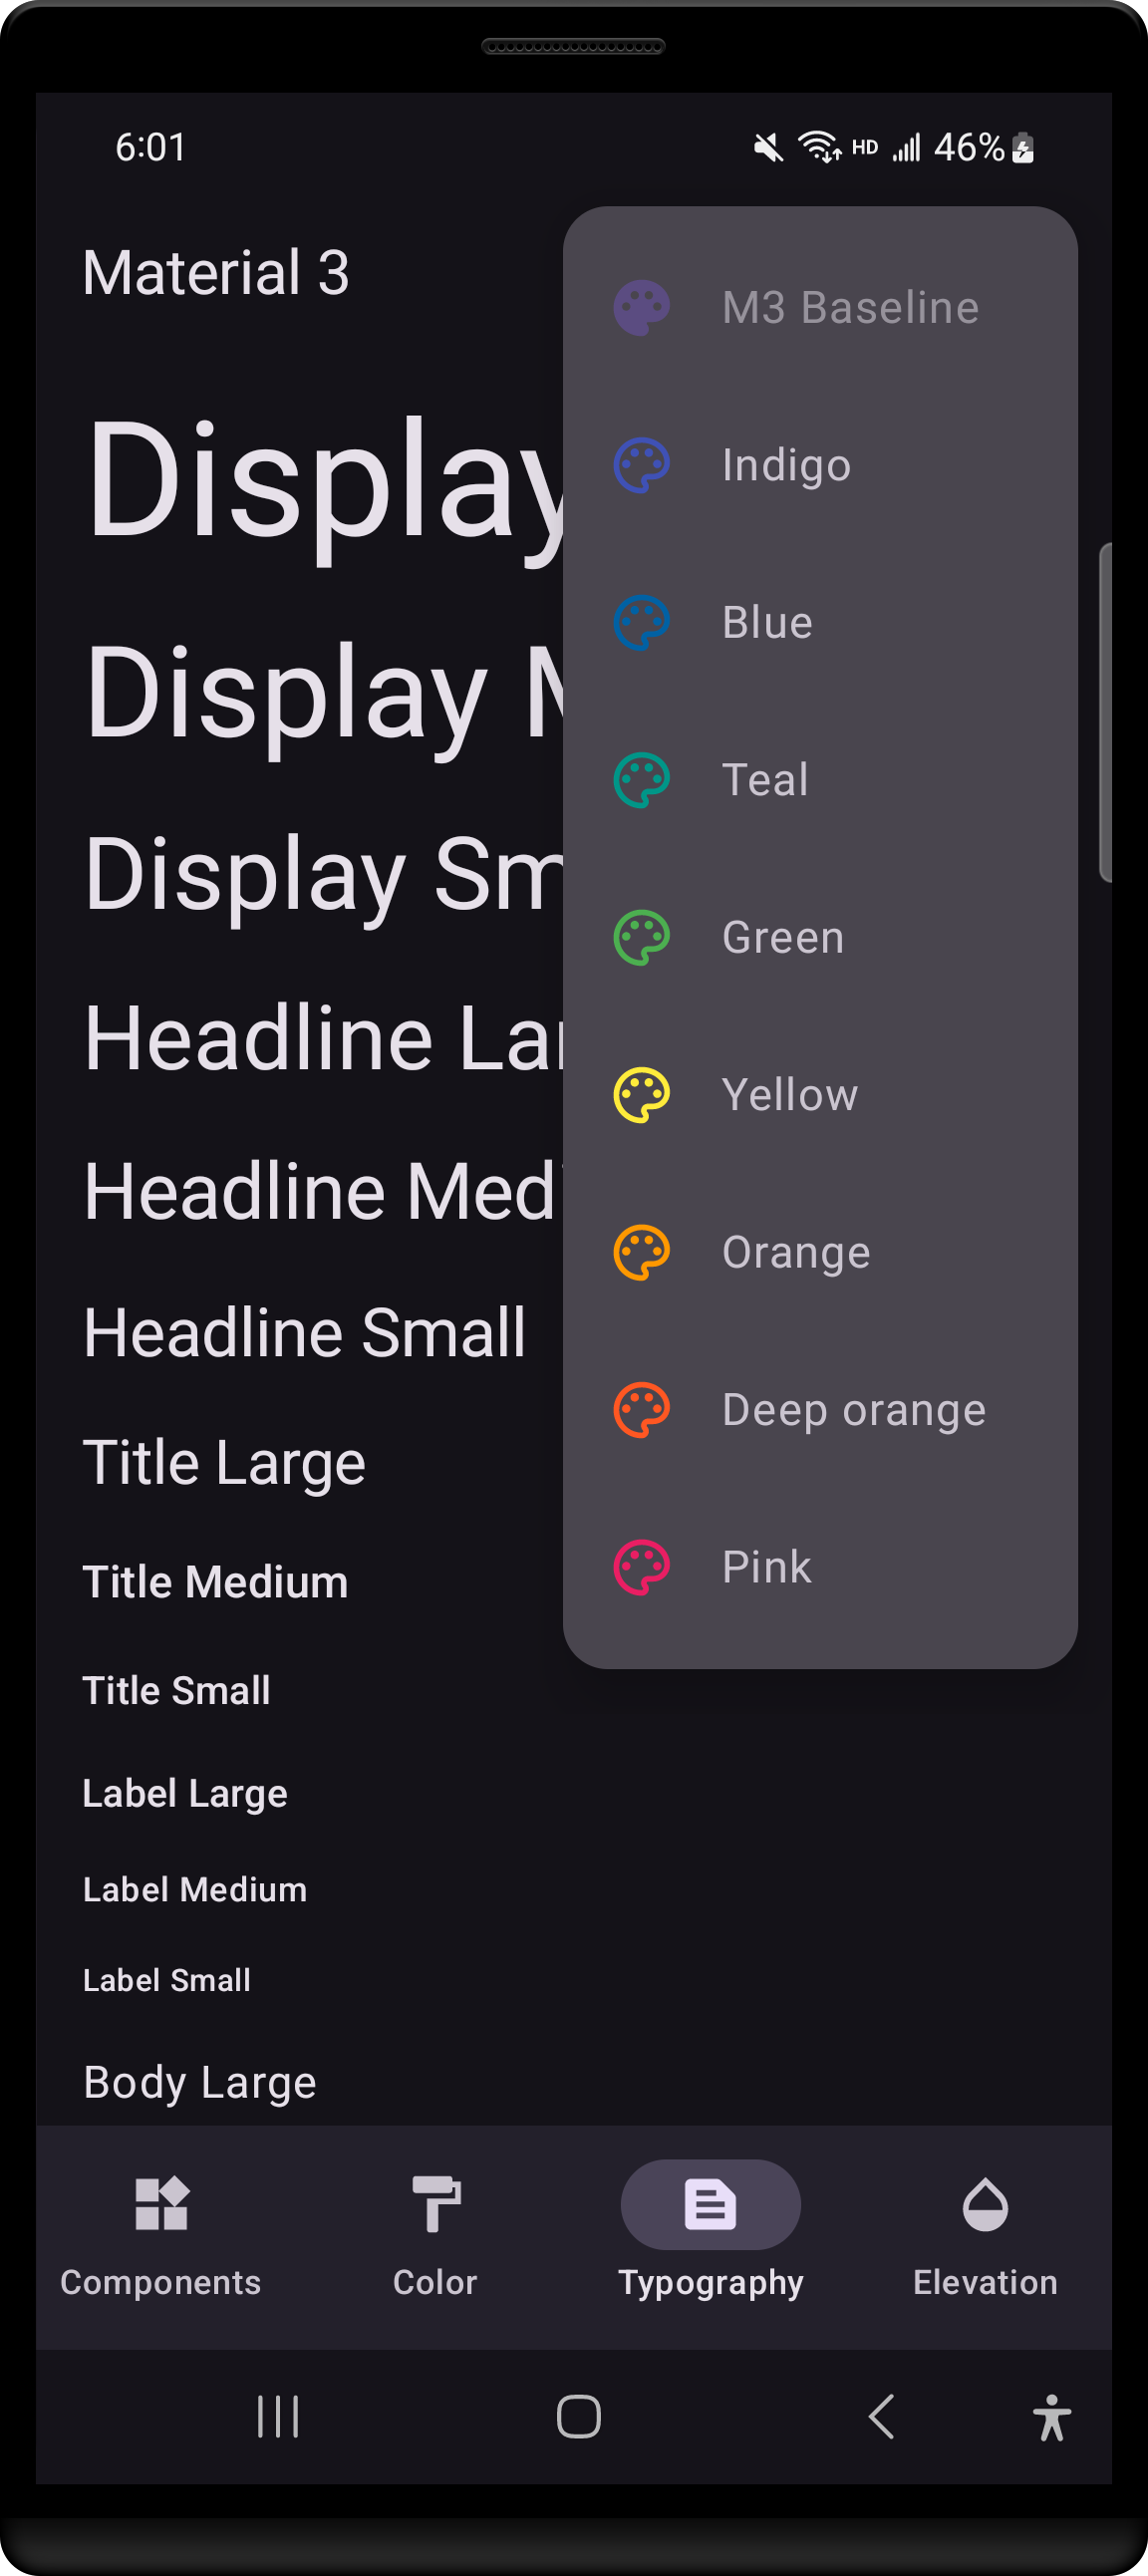 6:01
HD
46%
Material 3
Display
Display
Display Sm
Headline Lar
Headline Medi
Headline Small
Title Large
Title Medium
Title Small
Label Large
Label Medium
Label Small
Body Large
M3 Baseline
Indigo
Blue
Teal
Green
Yellow
Orange
Deep orange
Pink
Components
Color
Typography
Elevation